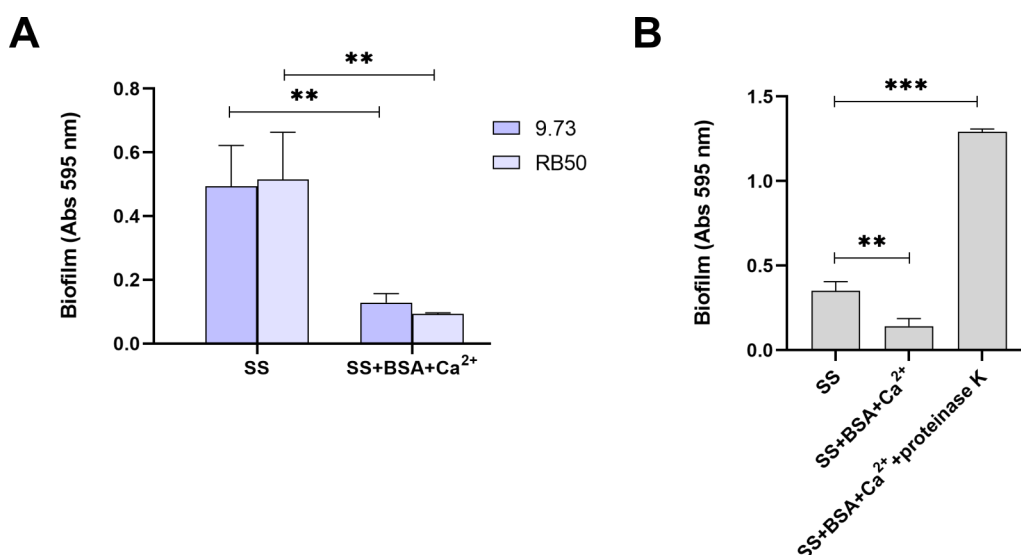 A
Biofilm (Abs 595 nm)
0.8
0.6
0.4
0.2
0.0
**
**
SS
SS+BSA+Ca²⁺
9.73
RB50
B
Biofilm (Abs 595 nm)
1.5
1.0
0.5
0.0
***
**
SS
SS+BSA+Ca²⁺
SS+BSA+Ca²⁺+proteinase K